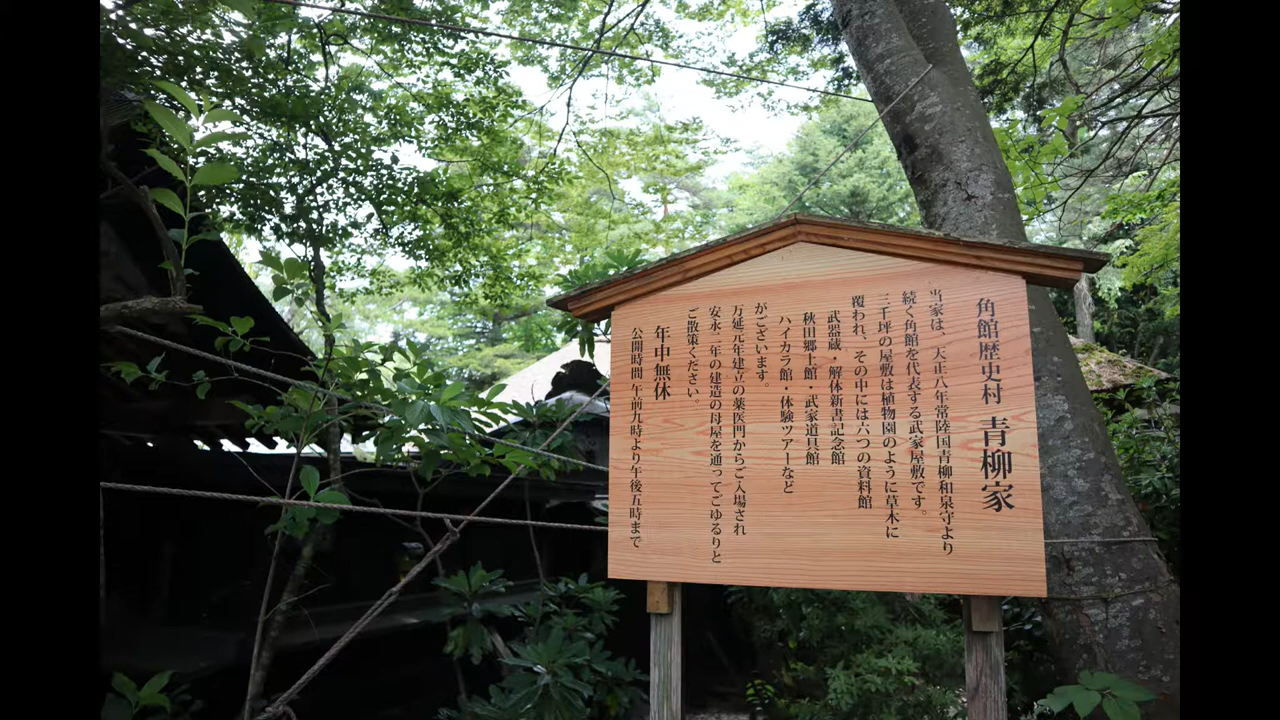 角館歴史村 青柳家
当家は、天正八年常陸国青柳和泉守より
続く角館を代表する武家屋敷です。
三千坪の屋敷は植物園のように草木に
覆われ、その中には六つの資料館
武器蔵・解体新書記念館
秋田郷土館・武家道具館
ハイカラ館・体験ツアーなど
がございます。
万延元年建立の薬医門からご入場され
安永二年の建造の母屋を通ってごゆるりと
ご散策ください。
年中無休
公開時間 午前九時より午後五時まで